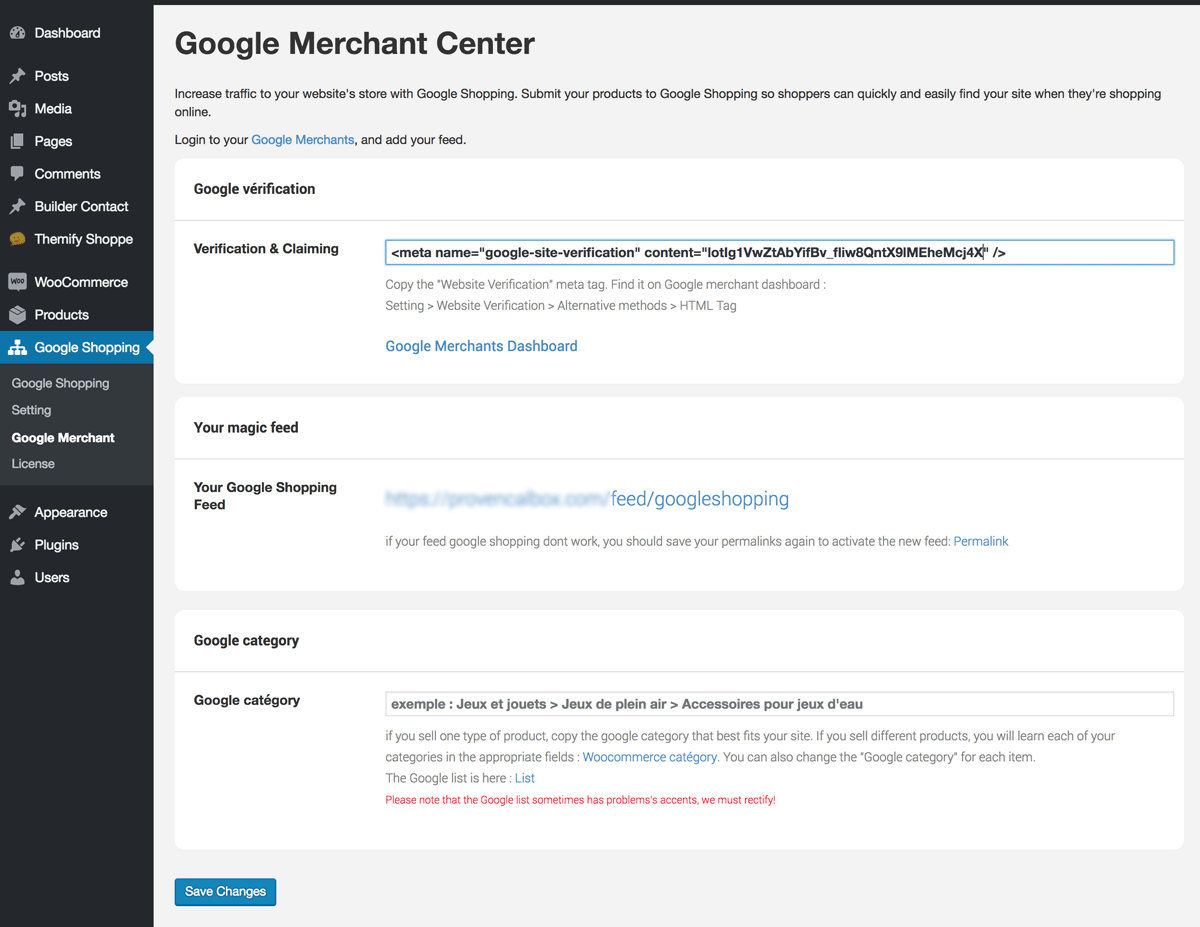 Dashboard
Posts
Media
Pages
Comments
Builder Contact
Themify Shoppe
WooCommerce
Products
Google Shopping
Google Shopping
Setting
Google Merchant
License
Appearance
Plugins
Users
Google Merchant Center
Increase traffic to your website's store with Google Shopping. Submit your products to Google Shopping so shoppers can quickly and easily find your site when they're shopping
online.
Login to your Google Merchants, and add your feed.
Google vérification
Verification & Claiming
<meta name="google-site-verification" content="lotIg1VwZtAbYifBv_fIiw8QntX9lMEheMcj4X" />
Copy the "Website Verification" meta tag. Find it on Google merchant dashboard :
Setting > Website Verification > Alternative methods > HTML Tag
Google Merchants Dashboard
Your magic feed
Your Google Shopping
Feed
https://provencalbox.com/feed/googleshopping
if your feed google shopping dont work, you should save your permalinks again to activate the new feed: Permalink
Google category
Google catégory
exemple : Jeux et jouets > Jeux de plein air > Accessoires pour jeux d'eau
if you sell one type of product, copy the google category that best fits your site. If you sell different products, you will learn each of your
categories in the appropriate fields : Woocommerce catégory. You can also change the "Google category" for each item.
The Google list is here : List
Please note that the Google list sometimes has problems's accents, we must rectify!
Save Changes